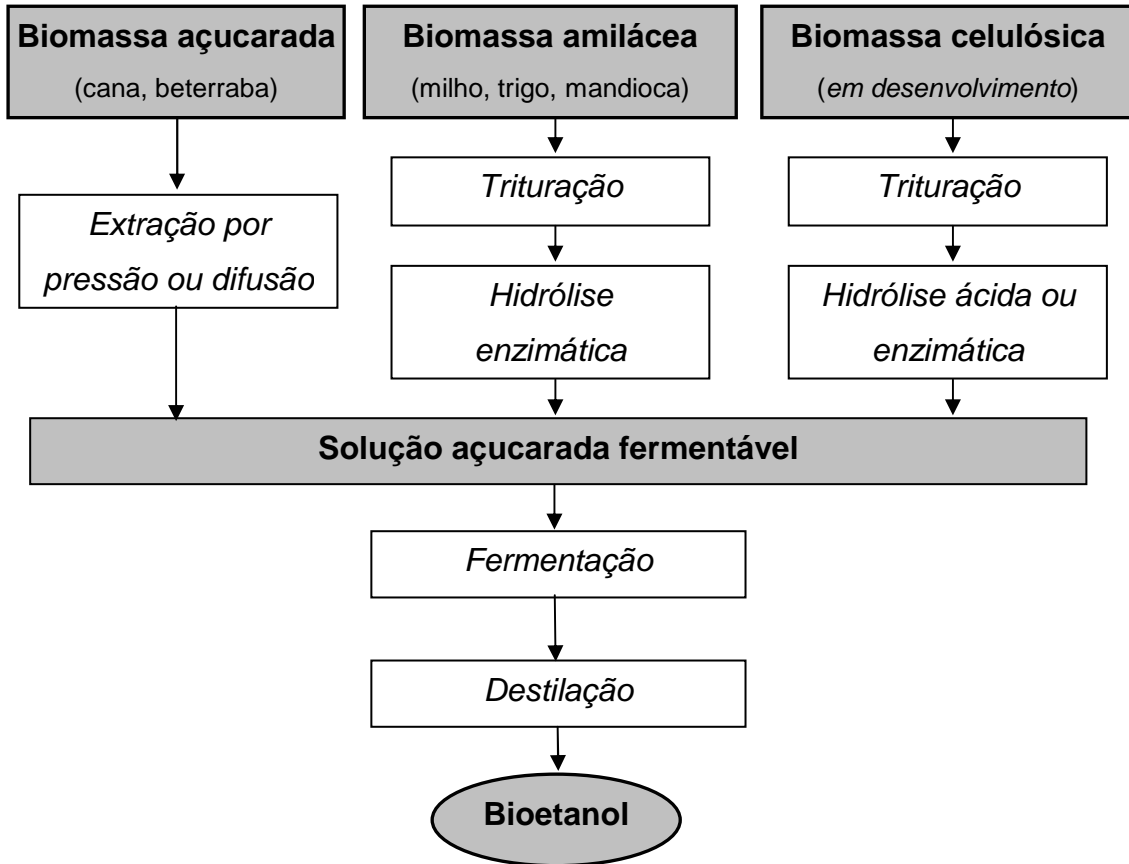 Biomassa açucarada
(cana, beterraba)
Biomassa amilácea
(milho, trigo, mandioca)
Biomassa celulósica
(em desenvolvimento)
Extração por
pressão ou difusão
Trituração
Hidrólise
enzimática
Trituração
Hidrólise ácida ou
enzimática
Solução açucarada fermentável
Fermentação
Destilação
Bioetanol